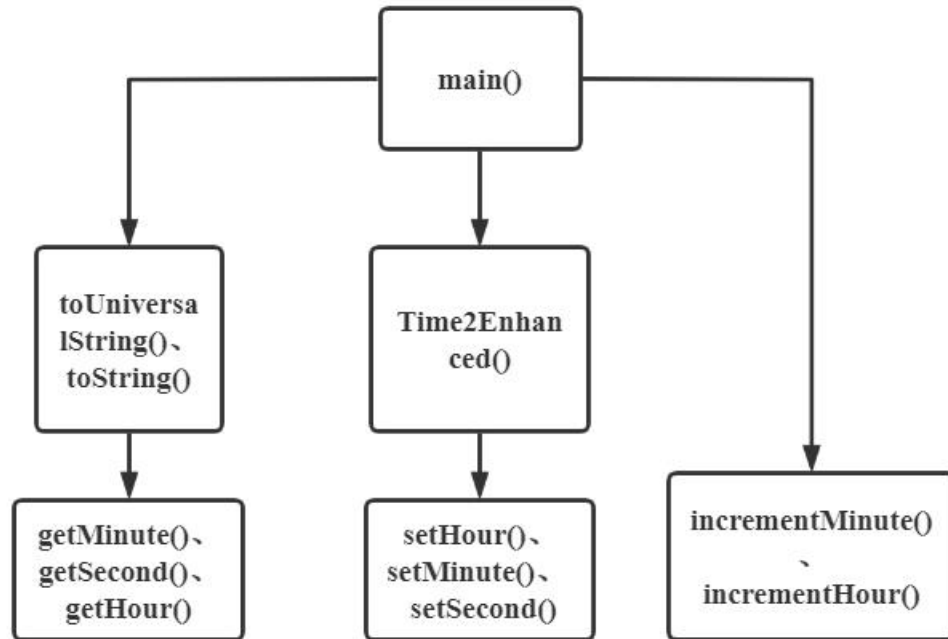 main()
toUniversa
lString()、
toString()
Time2Enhan
ced()
getMinute()、
getSecond()、
getHour()
setHour()、
setMinute()、
setSecond()
incrementMinute()
、
incrementHour()